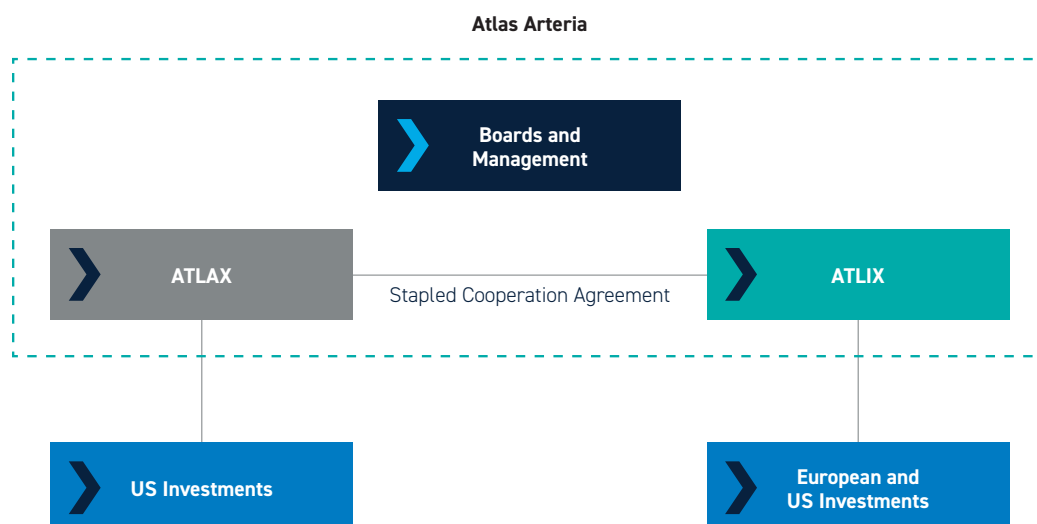 Atlas Arteria
Boards and
Management
ATLAX
Stapled Cooperation Agreement
ATLIX
US Investments
European and
US Investments